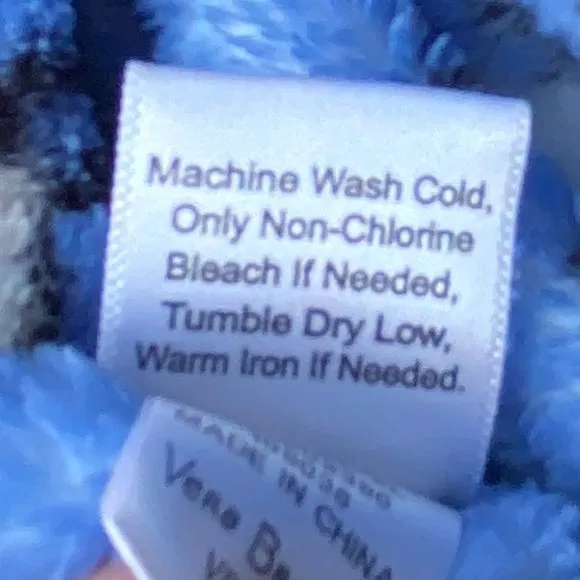 Machine Wash Cold,
Only Non-Chlorine
Bleach If Needed,
Tumble Dry Low,
Warm Iron If Needed.
MADE IN CHINA
Vera